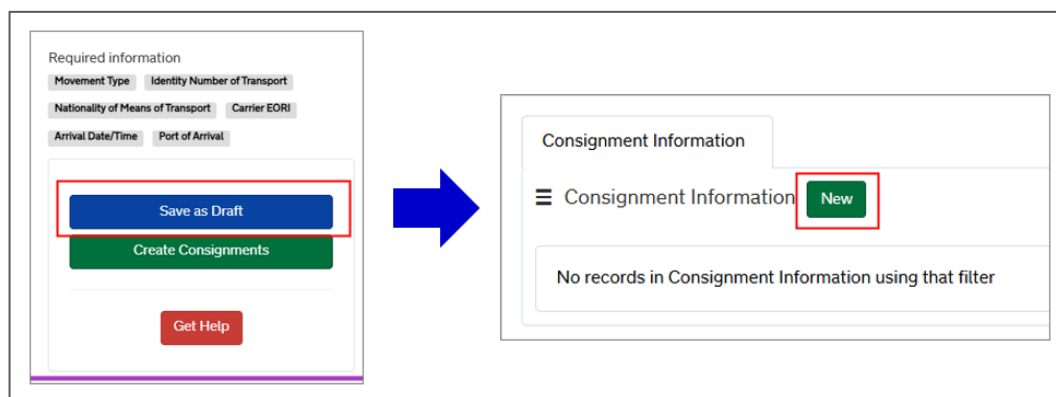 Required information
Movement Type Identity Number of Transport
Nationality of Means of Transport Carrier EORI
Arrival Date/Time Port of Arrival
Save as Draft
Create Consignments
Get Help
Consignment Information
Consignment Information New
No records in Consignment Information using that filter